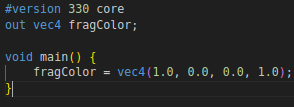 #version 330 core
out vec4 fragColor;

void main() {
    fragColor = vec4(1.0, 0.0, 0.0, 1.0);
}